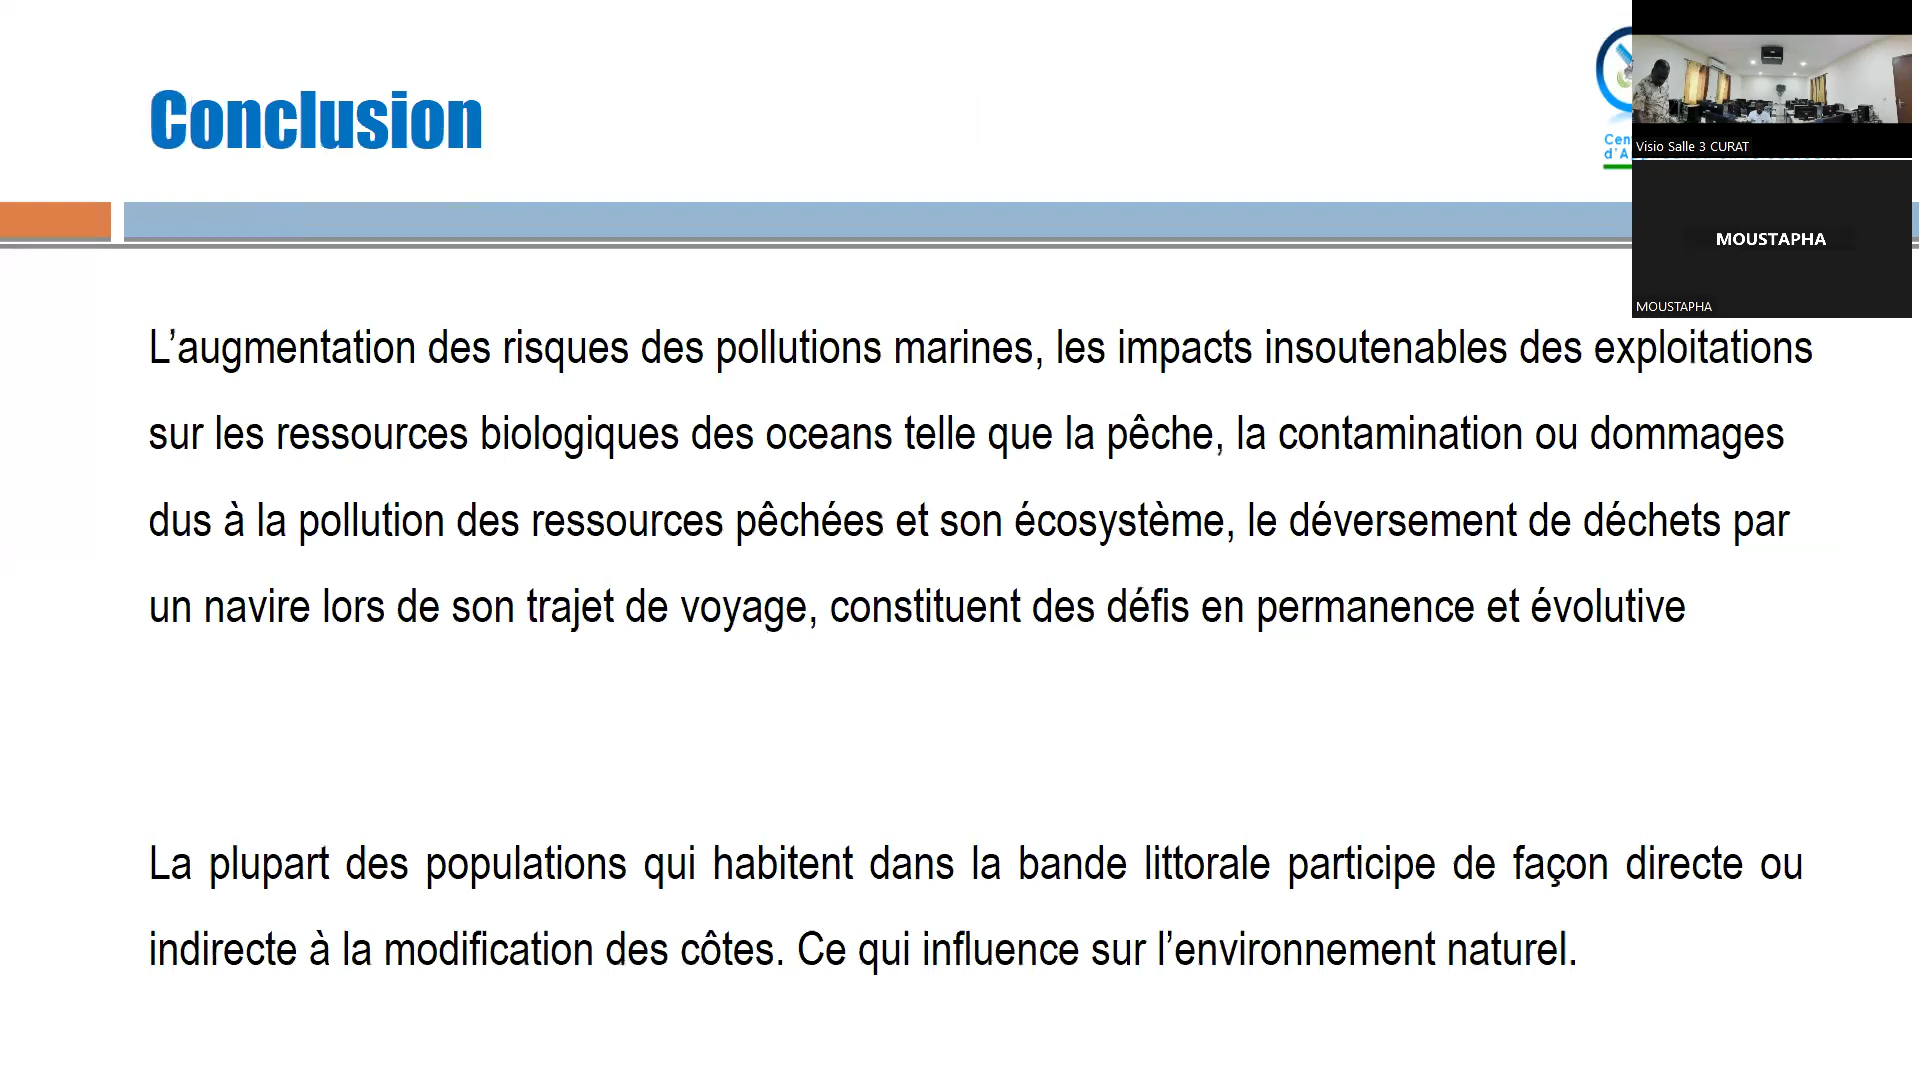 Conclusion
Visio Salle 3 CURAT
MOUSTAPHA
MOUSTAPHA
L’augmentation des risques des pollutions marines, les impacts insoutenables des exploitations
sur les ressources biologiques des oceans telle que la pêche, la contamination ou dommages
dus à la pollution des ressources pêchées et son écosystème, le déversement de déchets par
un navire lors de son trajet de voyage, constituent des défis en permanence et évolutive
La plupart des populations qui habitent dans la bande littorale participe de façon directe ou
indirecte à la modification des côtes. Ce qui influence sur l’environnement naturel.